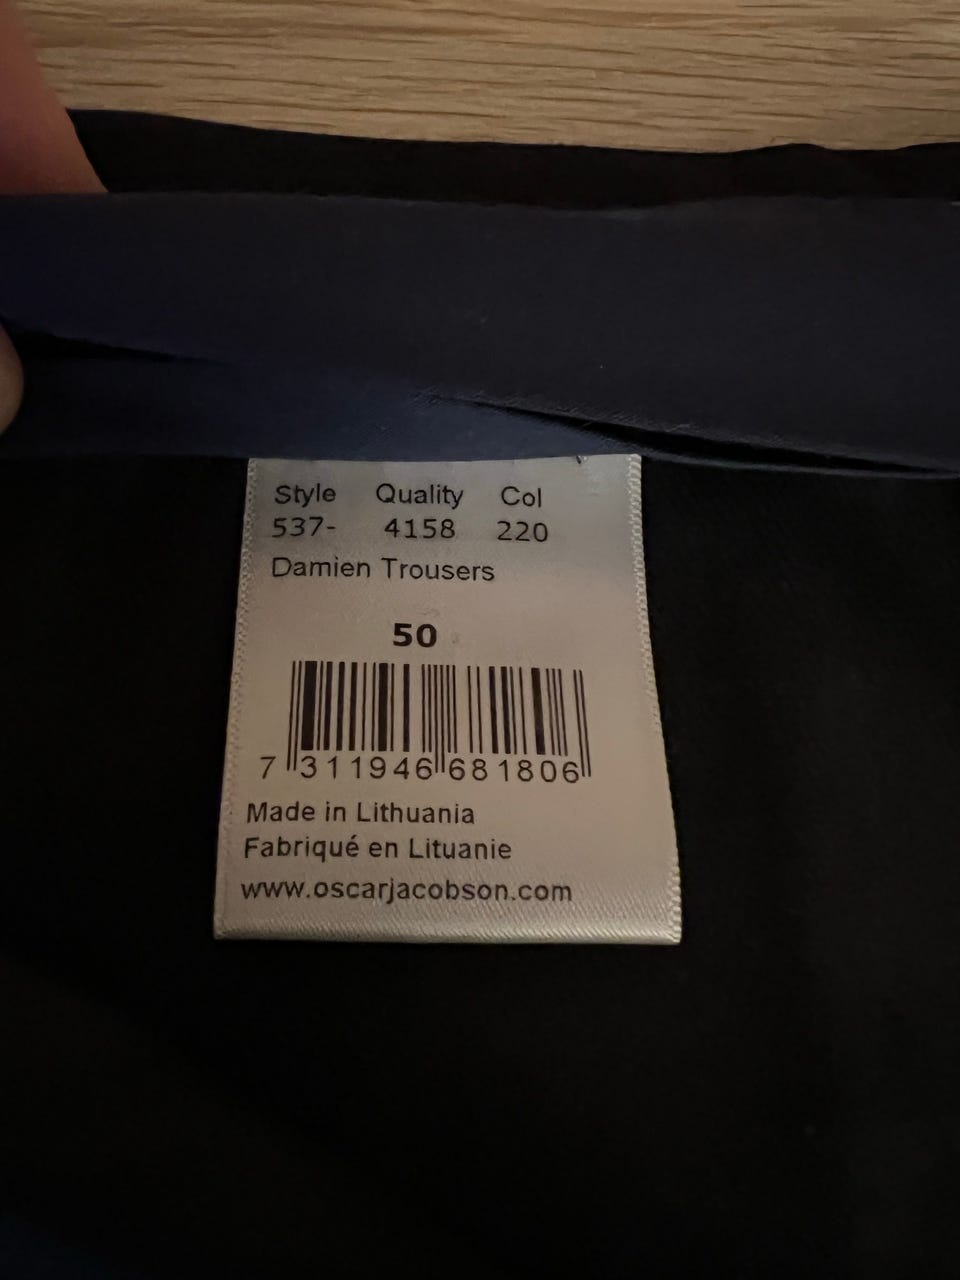 Style Quality Col
537- 4158 220
Damien Trousers
50
7 311946 681806
Made in Lithuania
Fabriqué en Lituanie
www.oscarjacobson.com